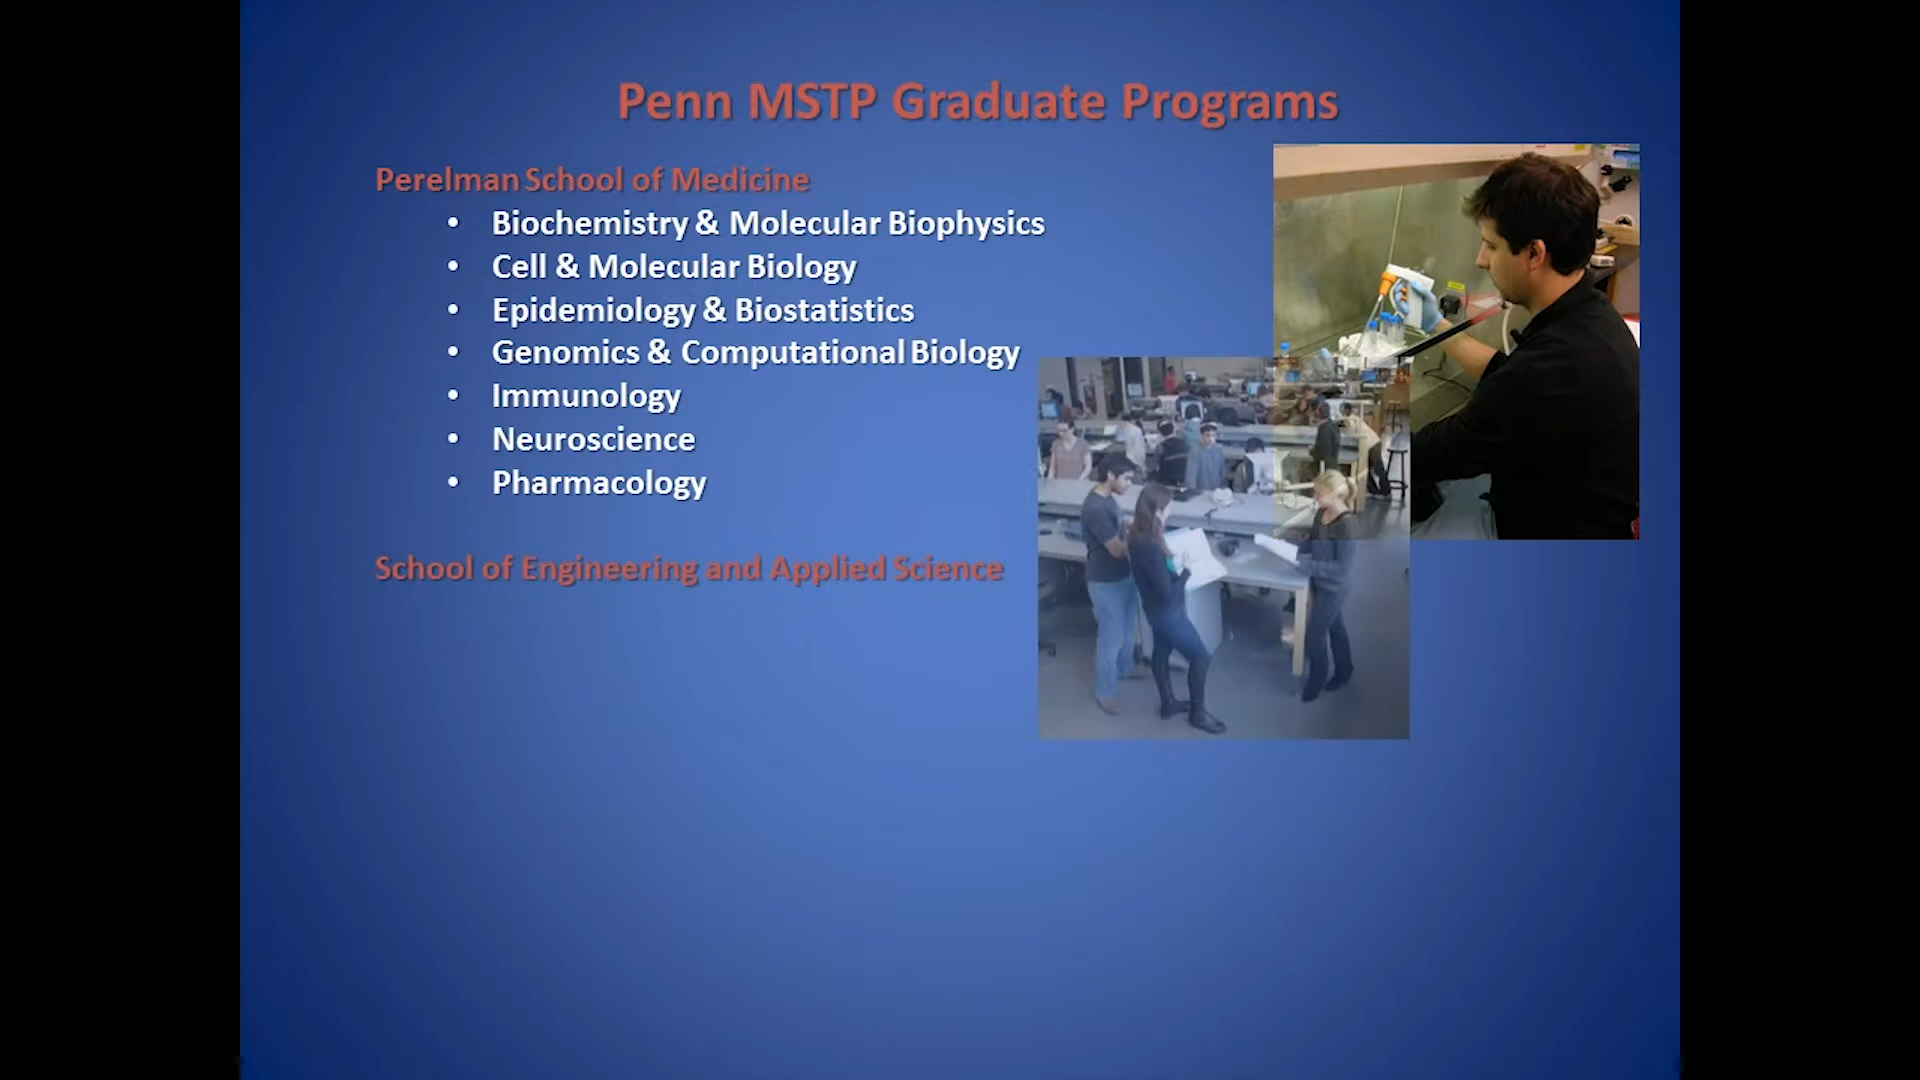 Penn MSTP Graduate Programs
Perelman School of Medicine
• Biochemistry & Molecular Biophysics
• Cell & Molecular Biology
• Epidemiology & Biostatistics
• Genomics & Computational Biology
• Immunology
• Neuroscience
• Pharmacology
School of Engineering and Applied Science